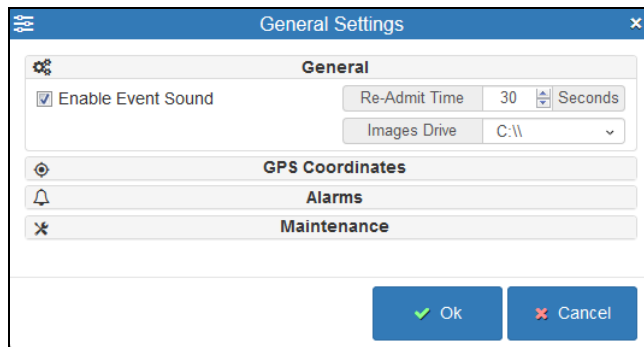 General Settings
General
Enable Event Sound Re-Admit Time 30 Seconds
Images Drive C:\\
GPS Coordinates
Alarms
Maintenance
Ok Cancel